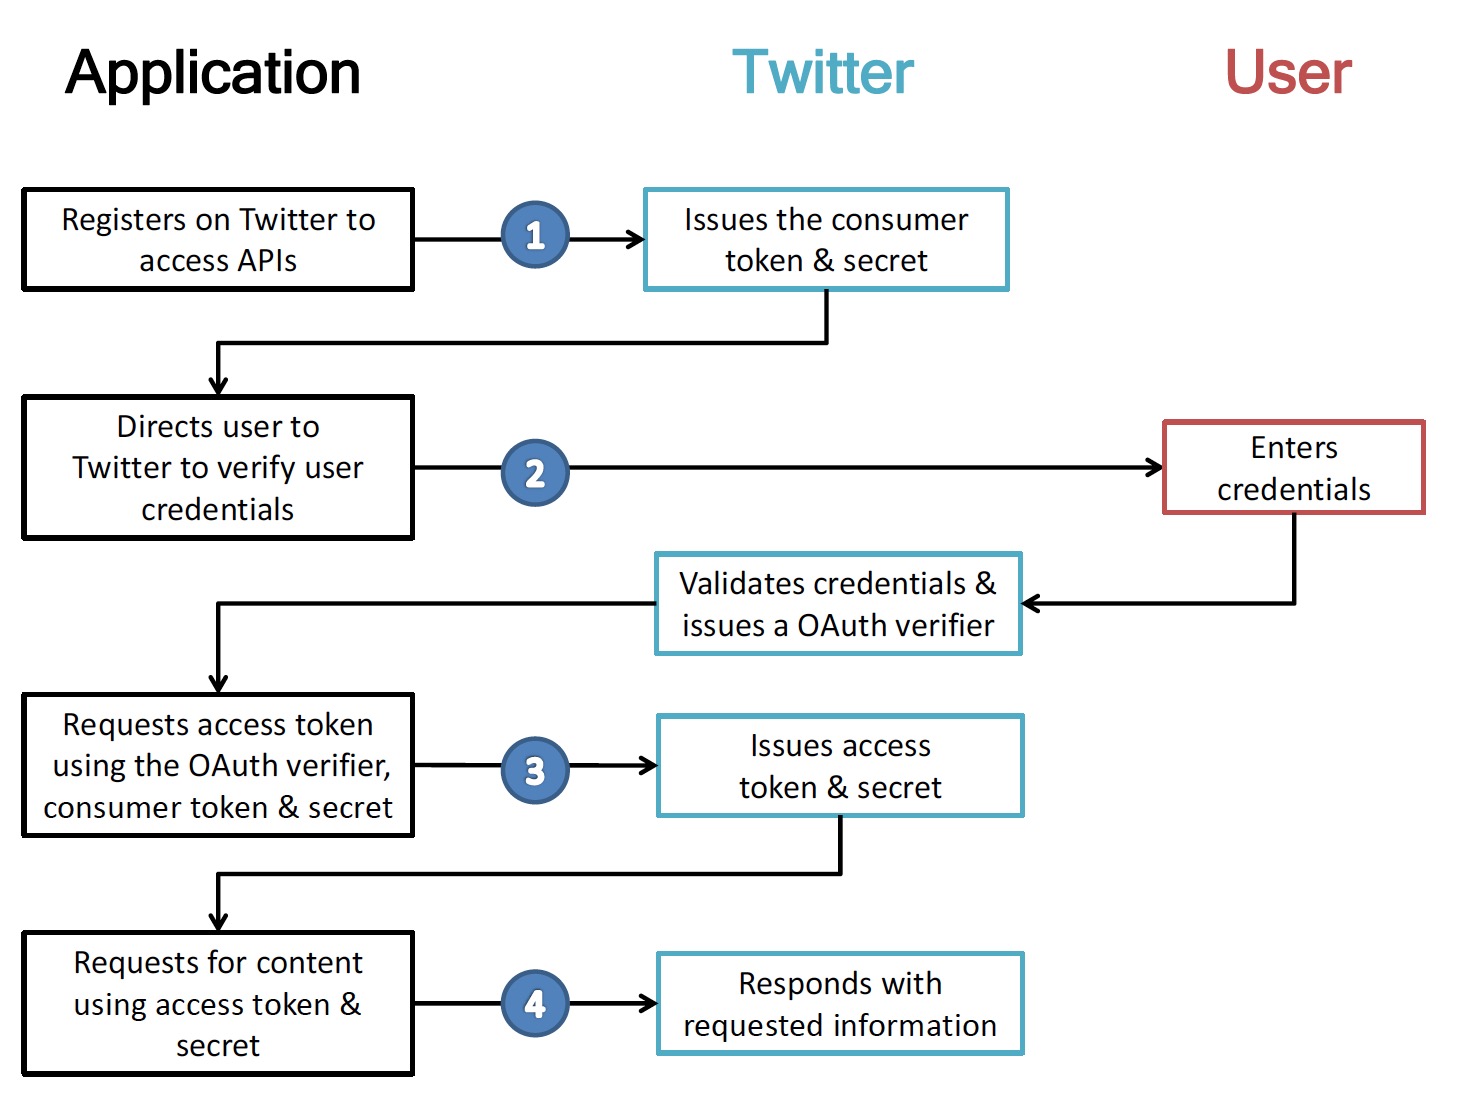 Application
Twitter
User
Registers on Twitter to
access APIs
1
Issues the consumer
token & secret
Directs user to
Twitter to verify user
credentials
2
Enters
credentials
Validates credentials &
issues a OAuth verifier
Requests access token
using the OAuth verifier,
consumer token & secret
3
Issues access
token & secret
Requests for content
using access token &
secret
4
Responds with
requested information